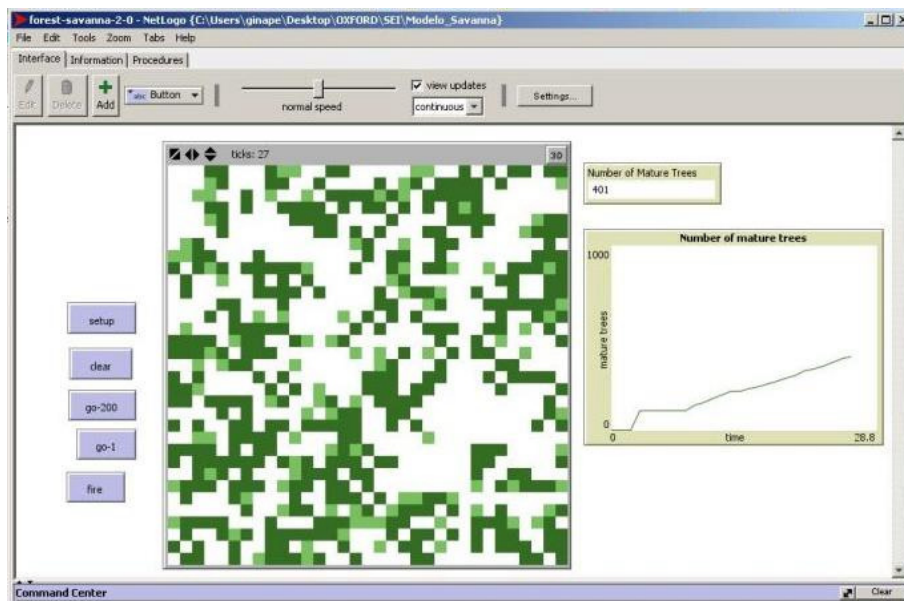 forest-savanna-2-0 - NetLogo {C:\Users\ginape\Desktop\OXFORD\SEI\Modelo_Savanna}
File Edit Tools Zoom Tabs Help
Interface Information Procedures
Edit Delete Add abc Button normal speed view updates continuous Settings...
ticks: 27 3D
Number of Mature Trees
401
Number of mature trees
1000
mature trees
0
0 time 28.8
setup
clear
go-200
go-1
fire
Command Center Clear